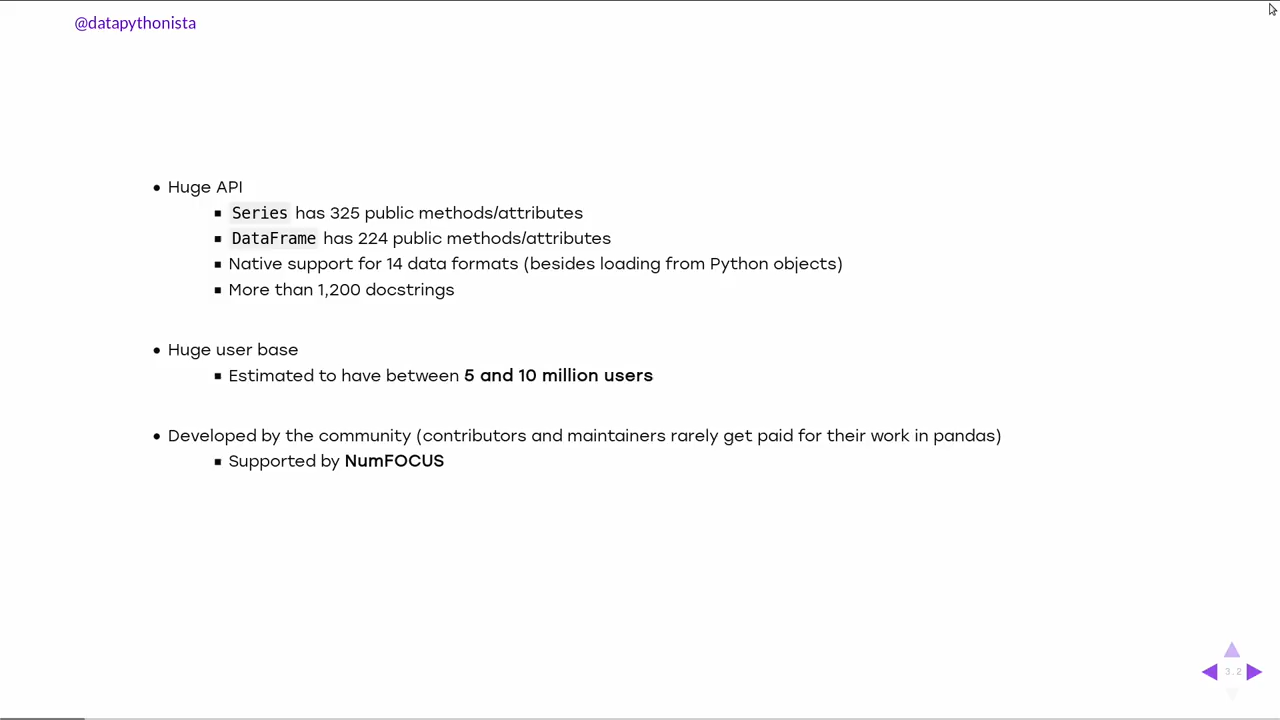 @datapythonista
Huge API
Series has 325 public methods/attributes
DataFrame has 224 public methods/attributes
Native support for 14 data formats (besides loading from Python objects)
More than 1,200 docstrings
Huge user base
Estimated to have between 5 and 10 million users
Developed by the community (contributors and maintainers rarely get paid for their work in pandas)
Supported by NumFOCUS
3.2